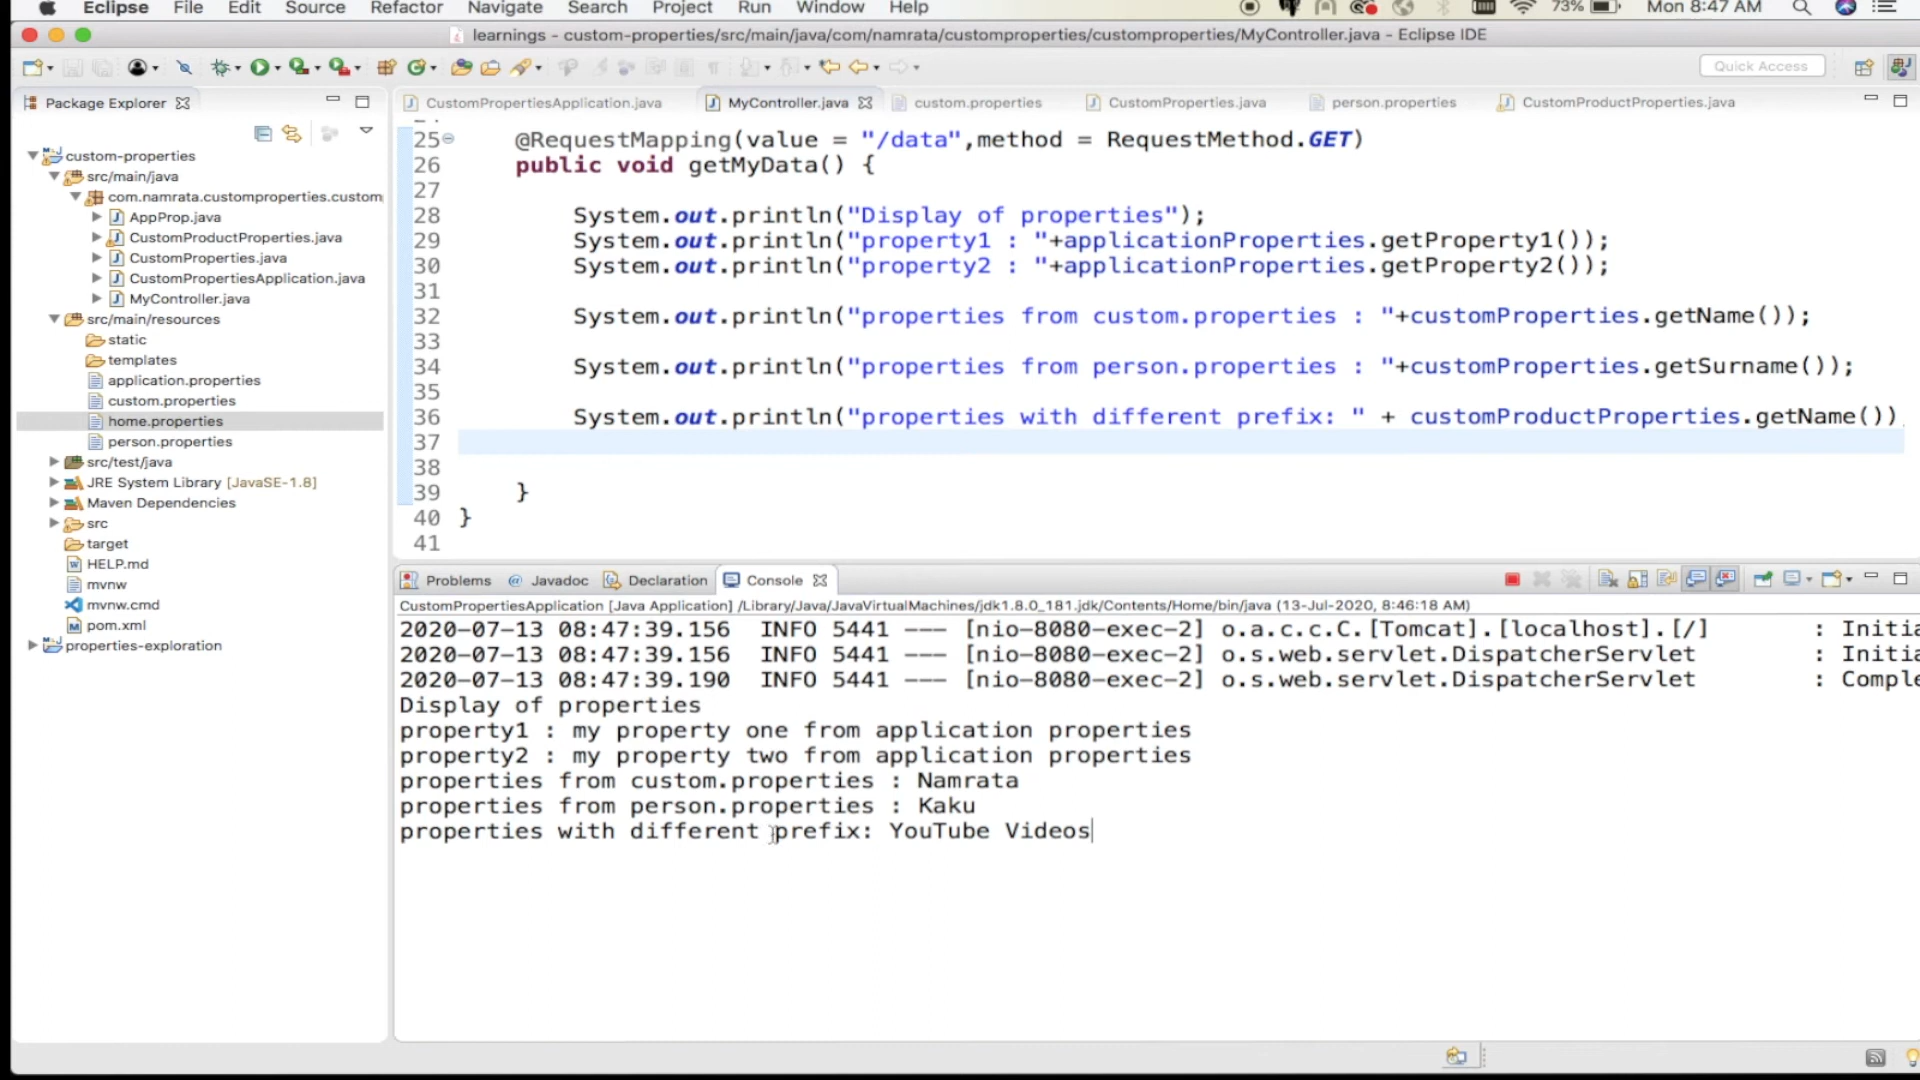 Eclipse File Edit Source Refactor Navigate Search Project Run Window Help 73% Mon 8:47 AM
learnings - custom-properties/src/main/java/com/namrata/customproperties/customproperties/MyController.java - Eclipse IDE
Quick Access
Package Explorer
CustomPropertiesApplication.java MyController.java custom.properties CustomProperties.java person.properties CustomProductProperties.java
custom-properties
src/main/java
com.namrata.customproperties.custom
AppProp.java
CustomProductProperties.java
CustomProperties.java
CustomPropertiesApplication.java
MyController.java
src/main/resources
static
templates
application.properties
custom.properties
home.properties
person.properties
src/test/java
JRE System Library [JavaSE-1.8]
Maven Dependencies
src
target
HELP.md
mvnw
mvnw.cmd
pom.xml
properties-exploration
25 @RequestMapping(value = "/data",method = RequestMethod.GET)
26 public void getMyData() {
27
28 System.out.println("Display of properties");
29 System.out.println("property1 : "+applicationProperties.getProperty1());
30 System.out.println("property2 : "+applicationProperties.getProperty2());
31
32 System.out.println("properties from custom.properties : "+customProperties.getName());
33
34 System.out.println("properties from person.properties : "+customProperties.getSurname());
35
36 System.out.println("properties with different prefix: " + customProductProperties.getName())
37
38
39 }
40 }
41
Problems @ Javadoc Declaration Console
CustomPropertiesApplication [Java Application] /Library/Java/JavaVirtualMachines/jdk1.8.0_181.jdk/Contents/Home/bin/java (13-Jul-2020, 8:46:18 AM)
2020-07-13 08:47:39.156 INFO 5441 --- [nio-8080-exec-2] o.a.c.c.C.[Tomcat].[localhost].[/] : Initia
2020-07-13 08:47:39.156 INFO 5441 --- [nio-8080-exec-2] o.s.web.servlet.DispatcherServlet : Initia
2020-07-13 08:47:39.190 INFO 5441 --- [nio-8080-exec-2] o.s.web.servlet.DispatcherServlet : Comple
Display of properties
property1 : my property one from application properties
property2 : my property two from application properties
properties from custom.properties : Namrata
properties from person.properties : Kaku
properties with different prefix: YouTube Videos